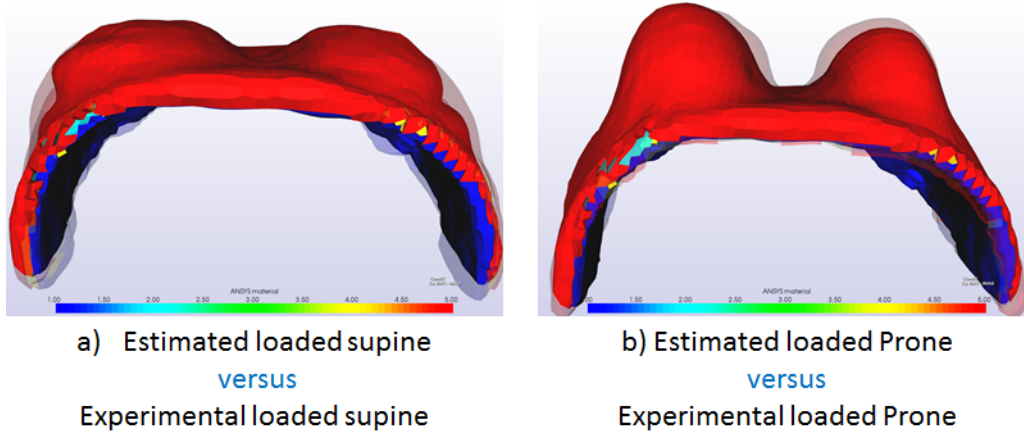 ANSYS material
1.00 1.50 2.00 2.50 3.00 3.50 4.00 4.50 5.00
ANSYS material
1.50 2.00 2.50 3.00 3.50 4.00 4.50 5.00
a) Estimated loaded supine
versus
Experimental loaded supine
b) Estimated loaded Prone
versus
Experimental loaded Prone